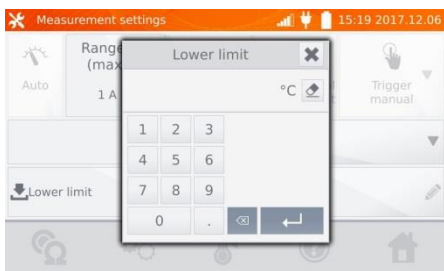 Measurement settings
15:19 2017.12.06
Range
(max
1 A
Auto
Lower limit
°C
Trigger
manual
1 2 3
4 5 6
7 8 9
0 .
Lower limit